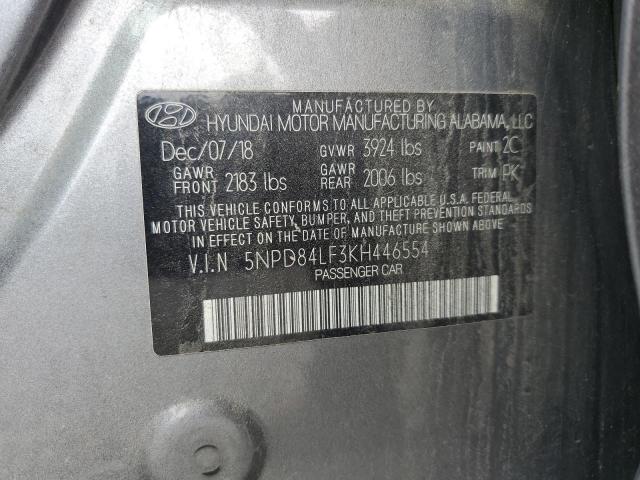 MANUFACTURED BY
HYUNDAI MOTOR MANUFACTURING ALABAMA, LLC
Dec/07/18 GVWR 3924 lbs PAINT 2C
GAWR FRONT 2183 lbs GAWR REAR 2006 lbs TRIM PK
THIS VEHICLE CONFORMS TO ALL APPLICABLE U.S. FEDERAL
MOTOR VEHICLE SAFETY, BUMPER, AND THEFT PREVENTION STANDARDS
IN EFFECT ON THE DATE OF MANUFACTURE SHOWN ABOVE.
V.I.N 5NPD84LF3KH446554
PASSENGER CAR